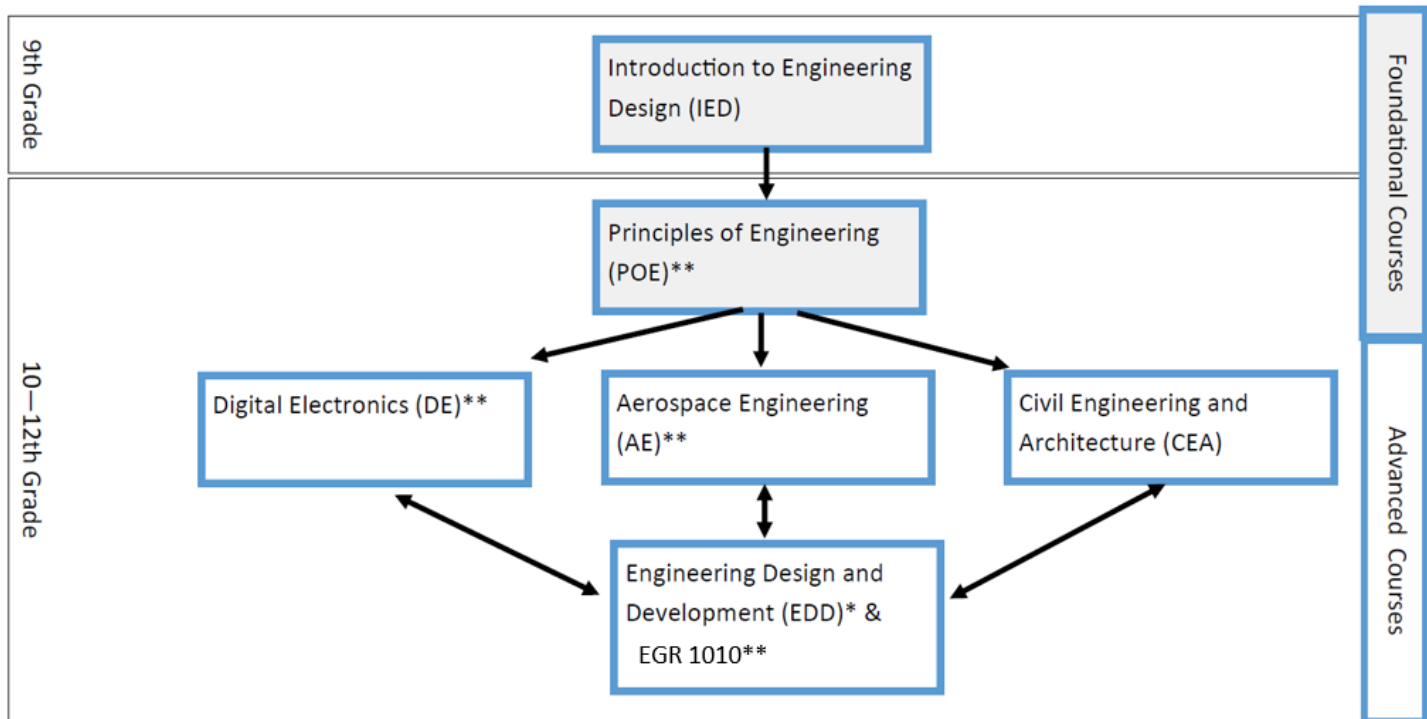 9th Grade
Introduction to Engineering
Design (IED)
Foundational Courses
Principles of Engineering
(POE)**
10—12th Grade
Digital Electronics (DE)**
Aerospace Engineering
(AE)**
Civil Engineering and
Architecture (CEA)
Advanced Courses
Engineering Design and
Development (EDD)* &
EGR 1010**